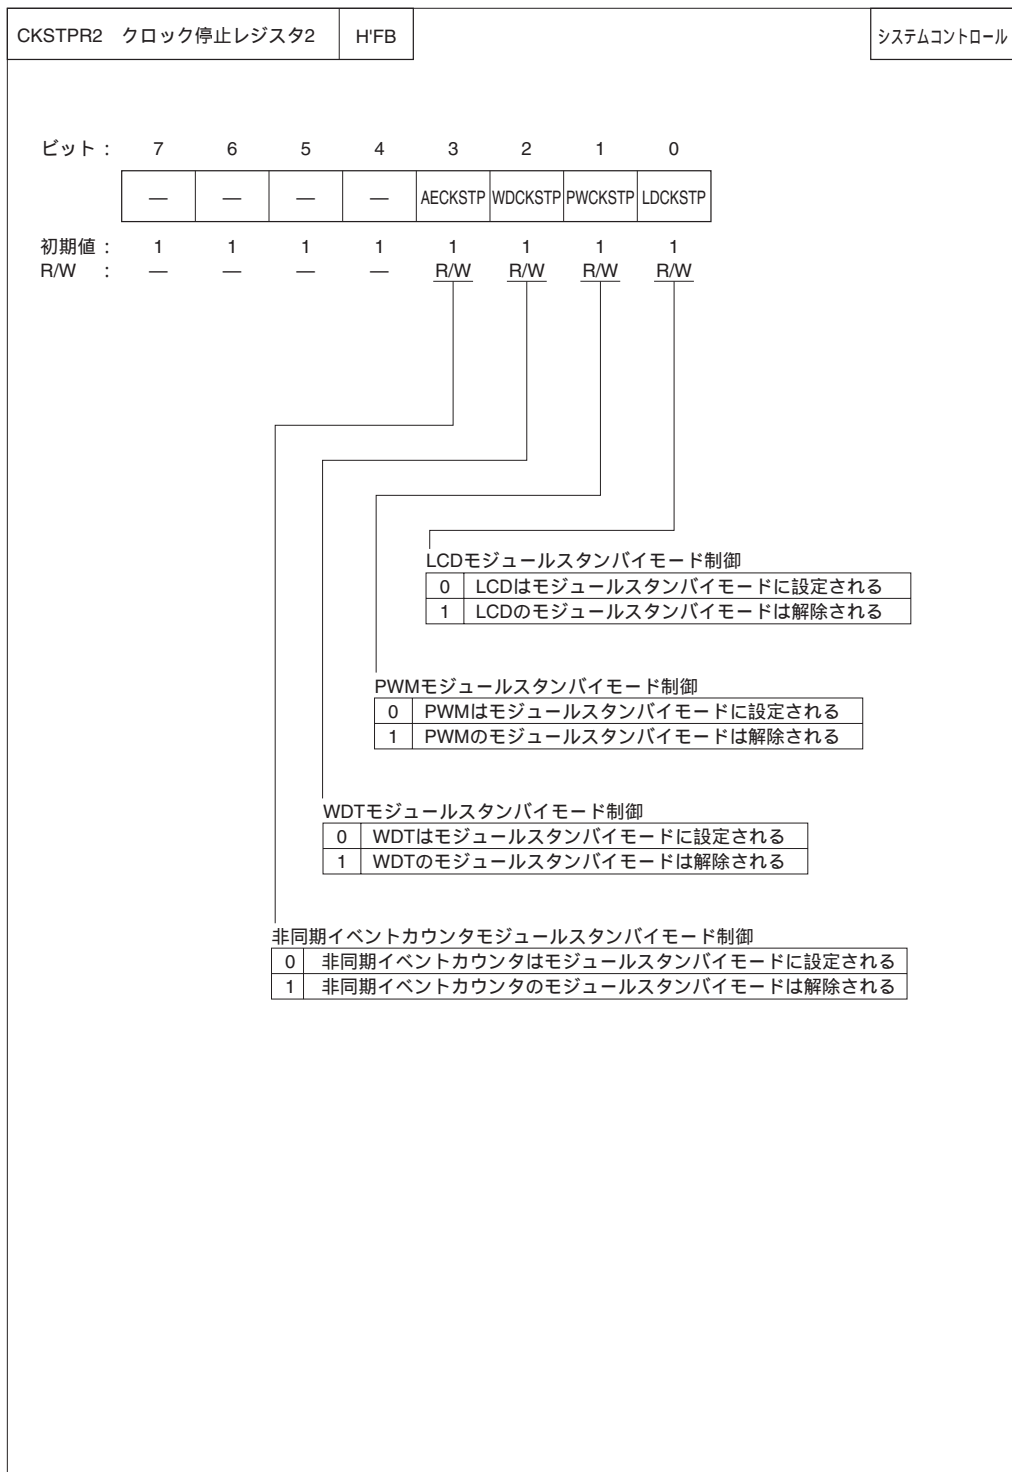 CKSTPR2 クロック停止レジスタ2 H'FB システムコントロール
ビット : 7 6 5 4 3 2 1 0
— — — — AECKSTP WDCKSTP PWCKSTP LDCKSTP
初期値 : 1 1 1 1 1 1 1 1
R/W : — — — — R/W R/W R/W R/W
LCDモジュールスタンバイモード制御
0 LCDはモジュールスタンバイモードに設定される
1 LCDのモジュールスタンバイモードは解除される
PWMモジュールスタンバイモード制御
0 PWMはモジュールスタンバイモードに設定される
1 PWMのモジュールスタンバイモードは解除される
WDTモジュールスタンバイモード制御
0 WDTはモジュールスタンバイモードに設定される
1 WDTのモジュールスタンバイモードは解除される
非同期イベントカウンタモジュールスタンバイモード制御
0 非同期イベントカウンタはモジュールスタンバイモードに設定される
1 非同期イベントカウンタのモジュールスタンバイモードは解除される